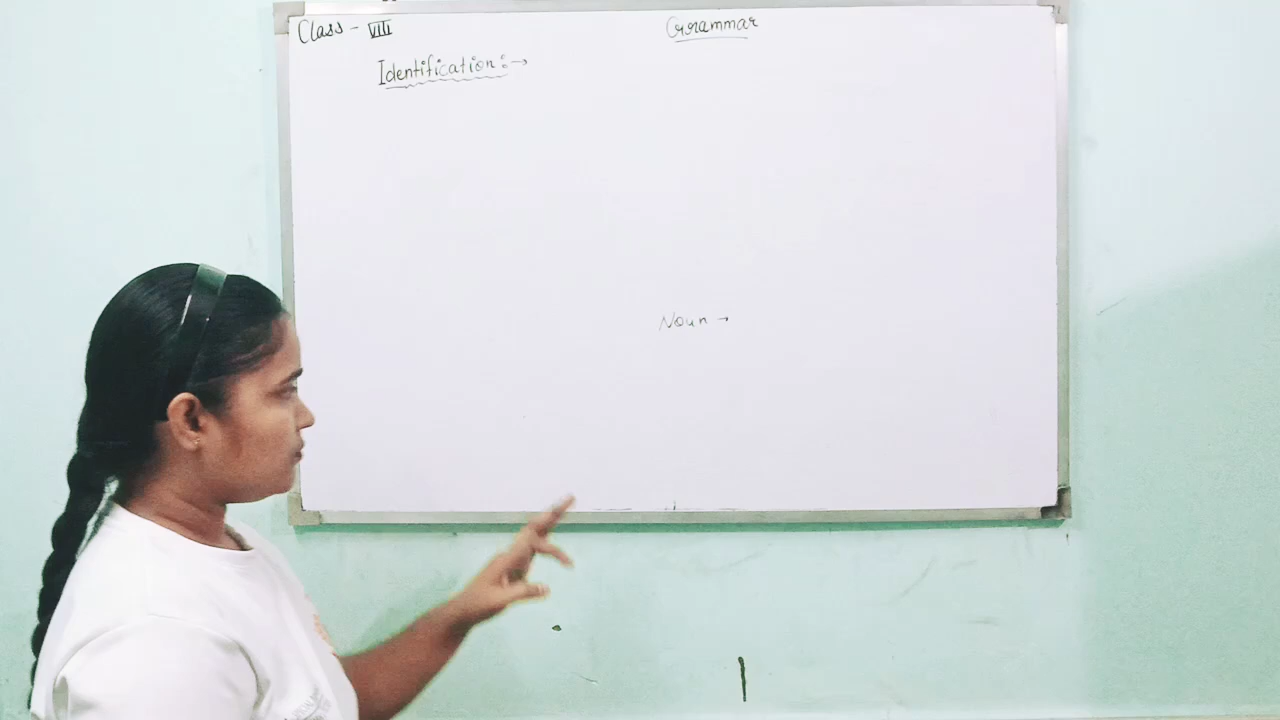 Class - VIII
Grammar
Identification :→
Noun →